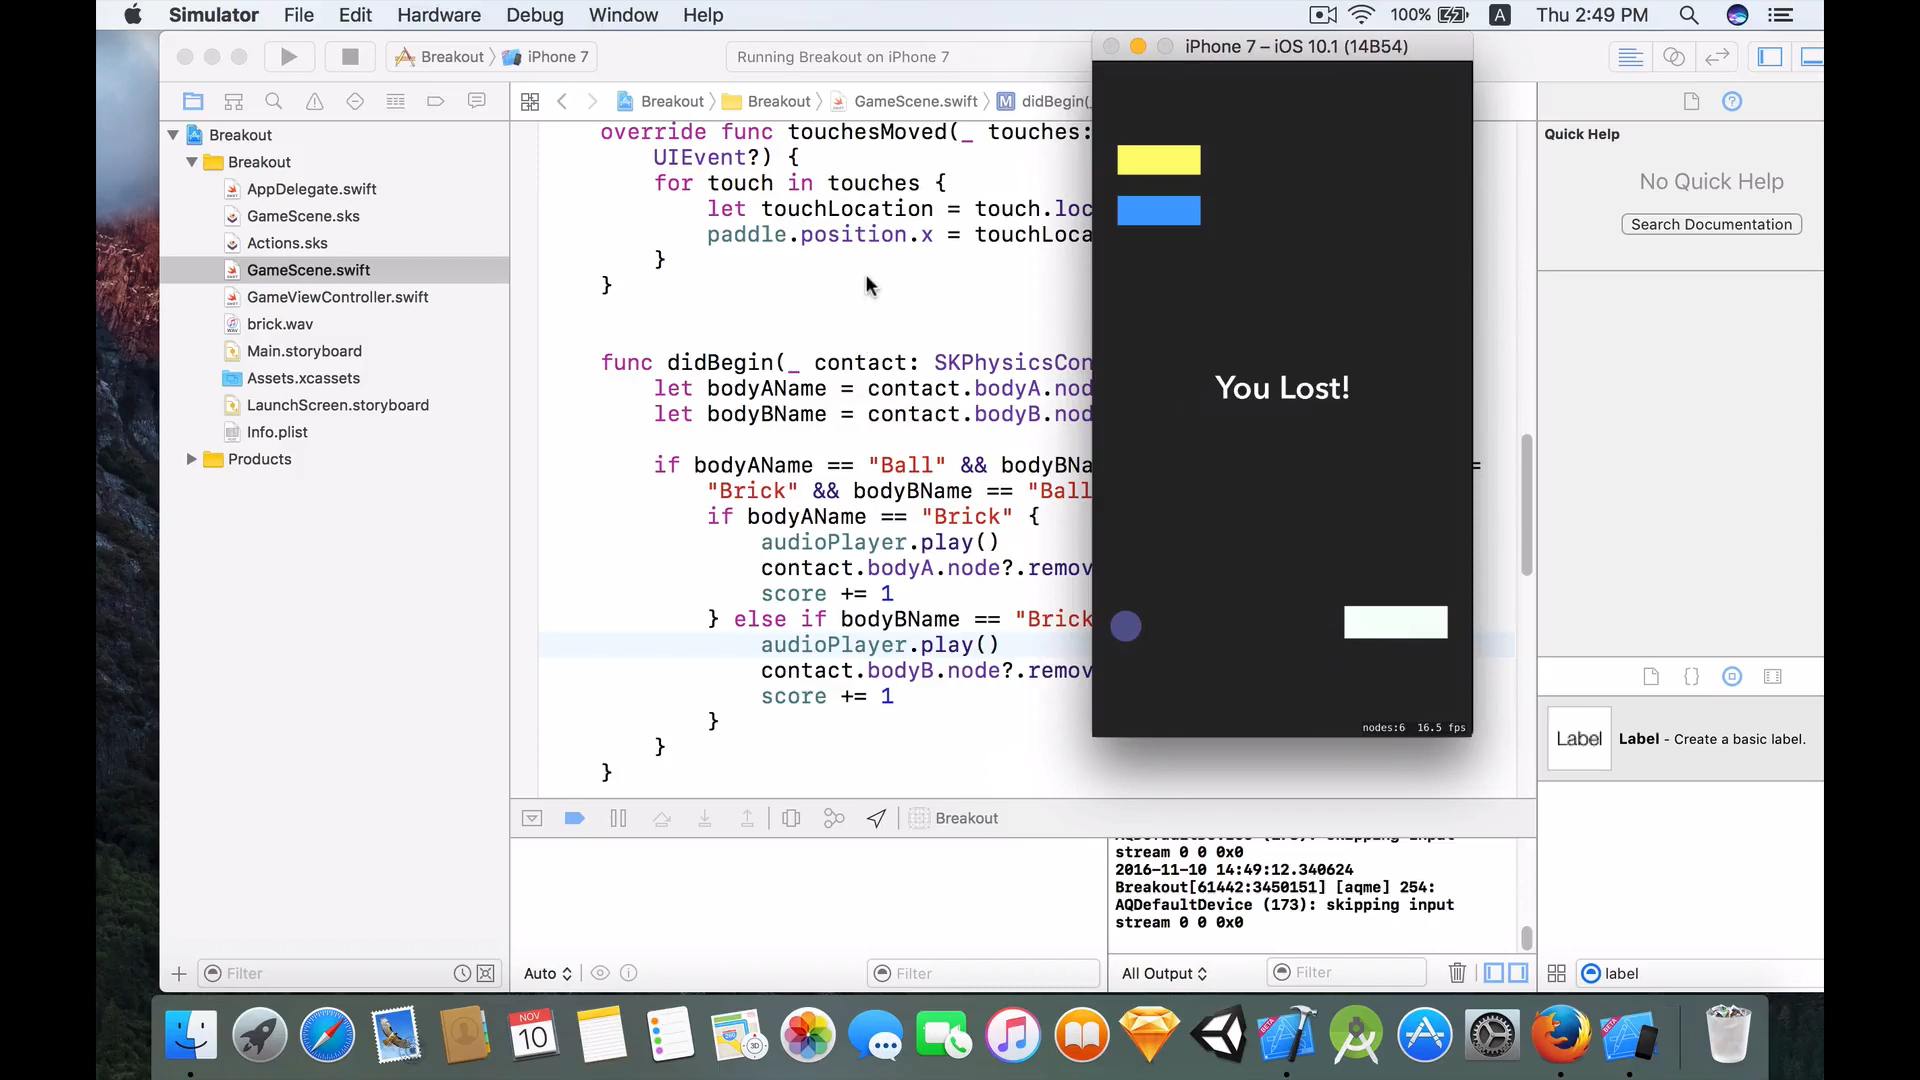 Simulator File Edit Hardware Debug Window Help 100% A Thu 2:49 PM
Breakout iPhone 7 Running Breakout on iPhone 7
iPhone 7 – iOS 10.1 (14B54)
Breakout Breakout GameScene.swift M didBegin(_
Breakout
Breakout
AppDelegate.swift
GameScene.sks
Actions.sks
GameScene.swift
GameViewController.swift
brick.wav
Main.storyboard
Assets.xcassets
LaunchScreen.storyboard
Info.plist
Products
override func touchesMoved(_ touches:
UIEvent?) {
for touch in touches {
let touchLocation = touch.loc
paddle.position.x = touchLoca
}
}
func didBegin(_ contact: SKPhysicsCon
let bodyAName = contact.bodyA.nod
let bodyBName = contact.bodyB.nod
if bodyAName == "Ball" && bodyBNa =
"Brick" && bodyBName == "Ball
if bodyAName == "Brick" {
audioPlayer.play()
contact.bodyA.node?.remov
score += 1
} else if bodyBName == "Brick
audioPlayer.play()
contact.bodyB.node?.remov
score += 1
}
}
}
You Lost!
nodes:6 16.5 fps
Quick Help
No Quick Help
Search Documentation
Label Label - Create a basic label.
Breakout
stream 0 0 0x0
2016-11-10 14:49:12.340624
Breakout[61442:3450151] [aqme] 254:
AQDefaultDevice (173): skipping input
stream 0 0 0x0
Filter Auto Filter All Output Filter label
NOV
10
3D
BETA
BETA